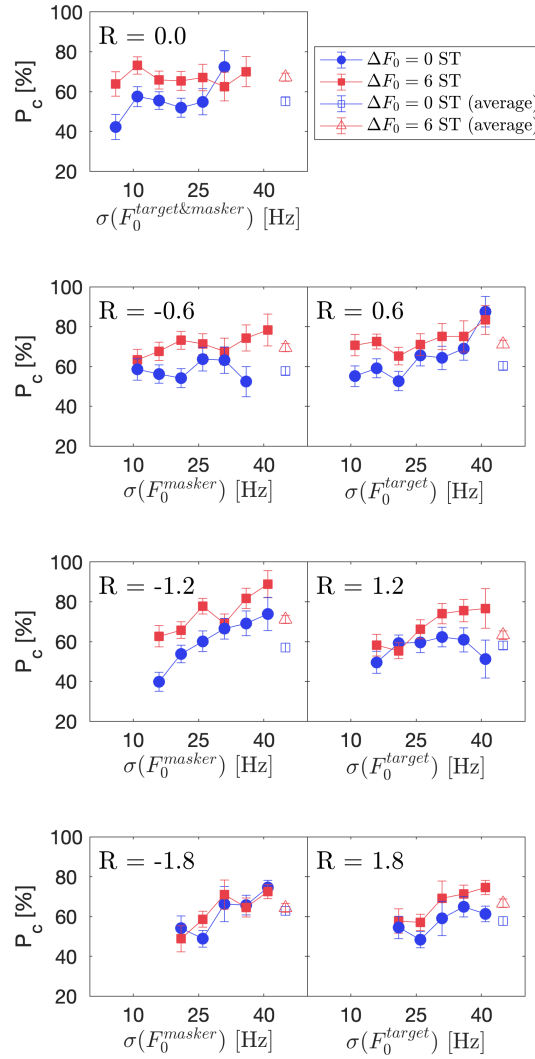 R = 0.0
100
80
60
40
20
P_c [%]
10 25 40
σ(F_0^{target&masker}) [Hz]
ΔF_0 = 0 ST
ΔF_0 = 6 ST
ΔF_0 = 0 ST (average)
ΔF_0 = 6 ST (average)
R = -0.6
R = 0.6
100
80
60
40
20
P_c [%]
10 25 40
10 25 40
σ(F_0^{masker}) [Hz]
σ(F_0^{target}) [Hz]
R = -1.2
R = 1.2
100
80
60
40
20
P_c [%]
10 25 40
10 25 40
σ(F_0^{masker}) [Hz]
σ(F_0^{target}) [Hz]
R = -1.8
R = 1.8
100
80
60
40
20
P_c [%]
10 25 40
10 25 40
σ(F_0^{masker}) [Hz]
σ(F_0^{target}) [Hz]